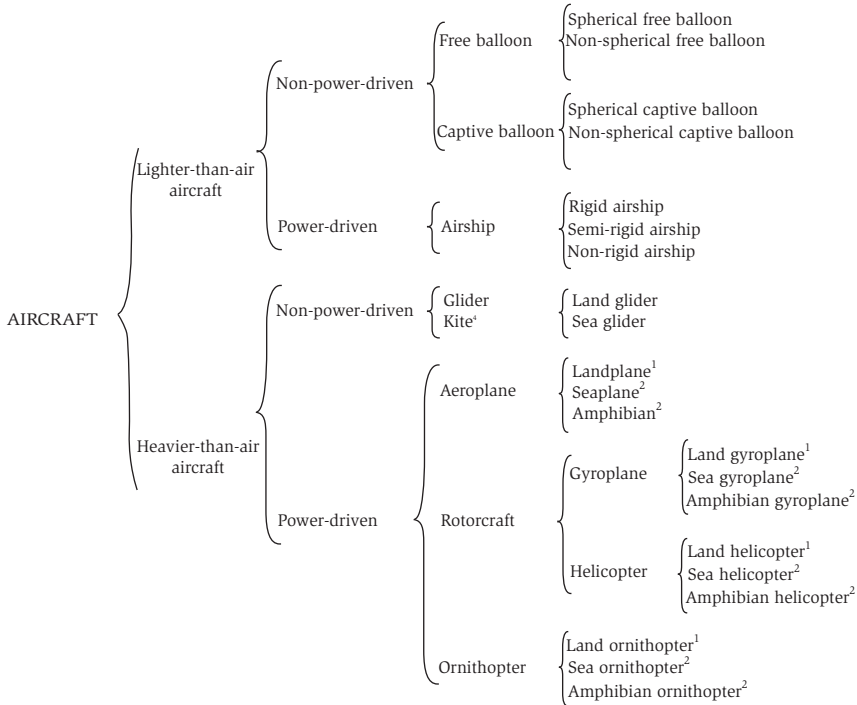 AIRCRAFT
Lighter-than-air
aircraft
Non-power-driven
Free balloon
Spherical free balloon
Non-spherical free balloon
Captive balloon
Spherical captive balloon
Non-spherical captive balloon
Power-driven
Airship
Rigid airship
Semi-rigid airship
Non-rigid airship
Heavier-than-air
aircraft
Non-power-driven
Glider
Kite⁴
Land glider
Sea glider
Power-driven
Aeroplane
Landplane¹
Seaplane²
Amphibian²
Rotorcraft
Gyroplane
Land gyroplane¹
Sea gyroplane²
Amphibian gyroplane²
Helicopter
Land helicopter¹
Sea helicopter²
Amphibian helicopter²
Ornithopter
Land ornithopter¹
Sea ornithopter²
Amphibian ornithopter²